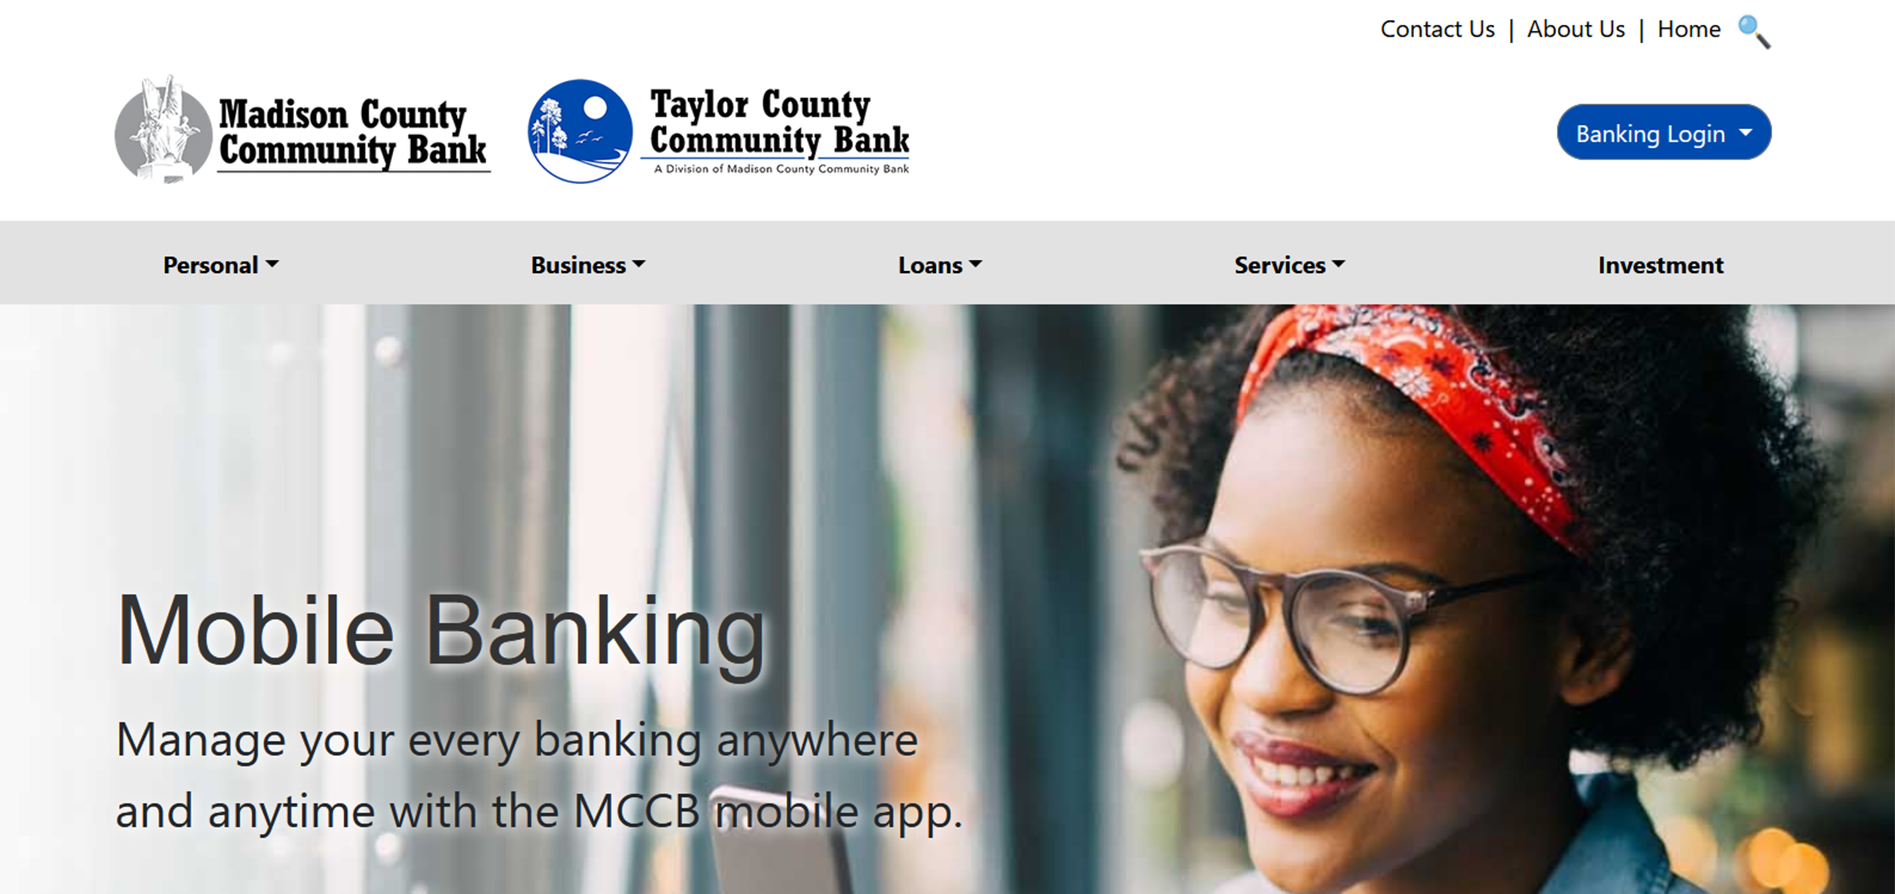 Contact Us | About Us | Home
Madison County
Community Bank
Taylor County
Community Bank
A Division of Madison County Community Bank
Banking Login
Personal
Business
Loans
Services
Investment
Mobile Banking
Manage your every banking anywhere
and anytime with the MCCB mobile app.